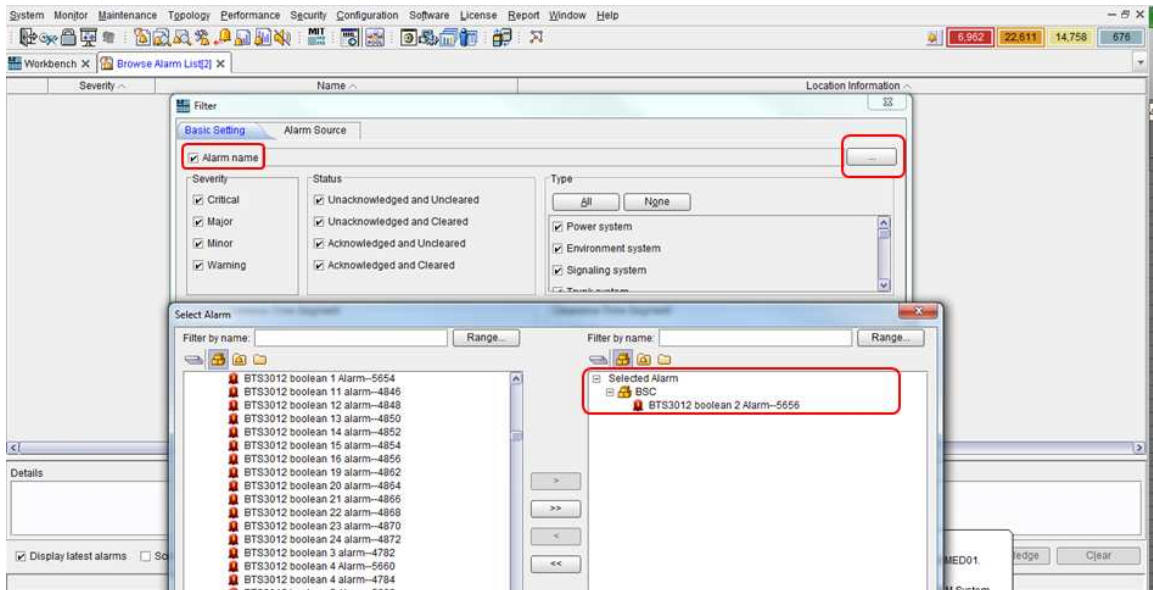 System Monitor Maintenance Topology Performance Security Configuration Software License Report Window Help
MIT
6,962 22,611 14,758 676
Workbench Browse Alarm List[2]
Severity Name Location Information
Filter
Basic Setting Alarm Source
Alarm name ...
Severity Status Type
Critical Unacknowledged and Uncleared All None
Major Unacknowledged and Cleared Power system
Minor Acknowledged and Uncleared Environment system
Warning Acknowledged and Cleared Signaling system
Trunk system
Select Alarm
Filter by name: Range... Filter by name: Range...
BTS3012 boolean 1 Alarm--5654 Selected Alarm
BTS3012 boolean 11 alarm--4846 BSC
BTS3012 boolean 12 alarm--4848 BTS3012 boolean 2 Alarm--5656
BTS3012 boolean 13 alarm--4850
BTS3012 boolean 14 alarm--4852
BTS3012 boolean 15 alarm--4854
BTS3012 boolean 16 alarm--4856
BTS3012 boolean 19 alarm--4862
BTS3012 boolean 20 alarm--4864
BTS3012 boolean 21 alarm--4866
BTS3012 boolean 22 alarm--4868
BTS3012 boolean 23 alarm--4870
BTS3012 boolean 24 alarm--4872
BTS3012 boolean 3 alarm--4782
BTS3012 boolean 4 Alarm--5660
BTS3012 boolean 4 alarm--4784
> >> < <<
Details
Display latest alarms Sc
MED01. ledge Clear
M System